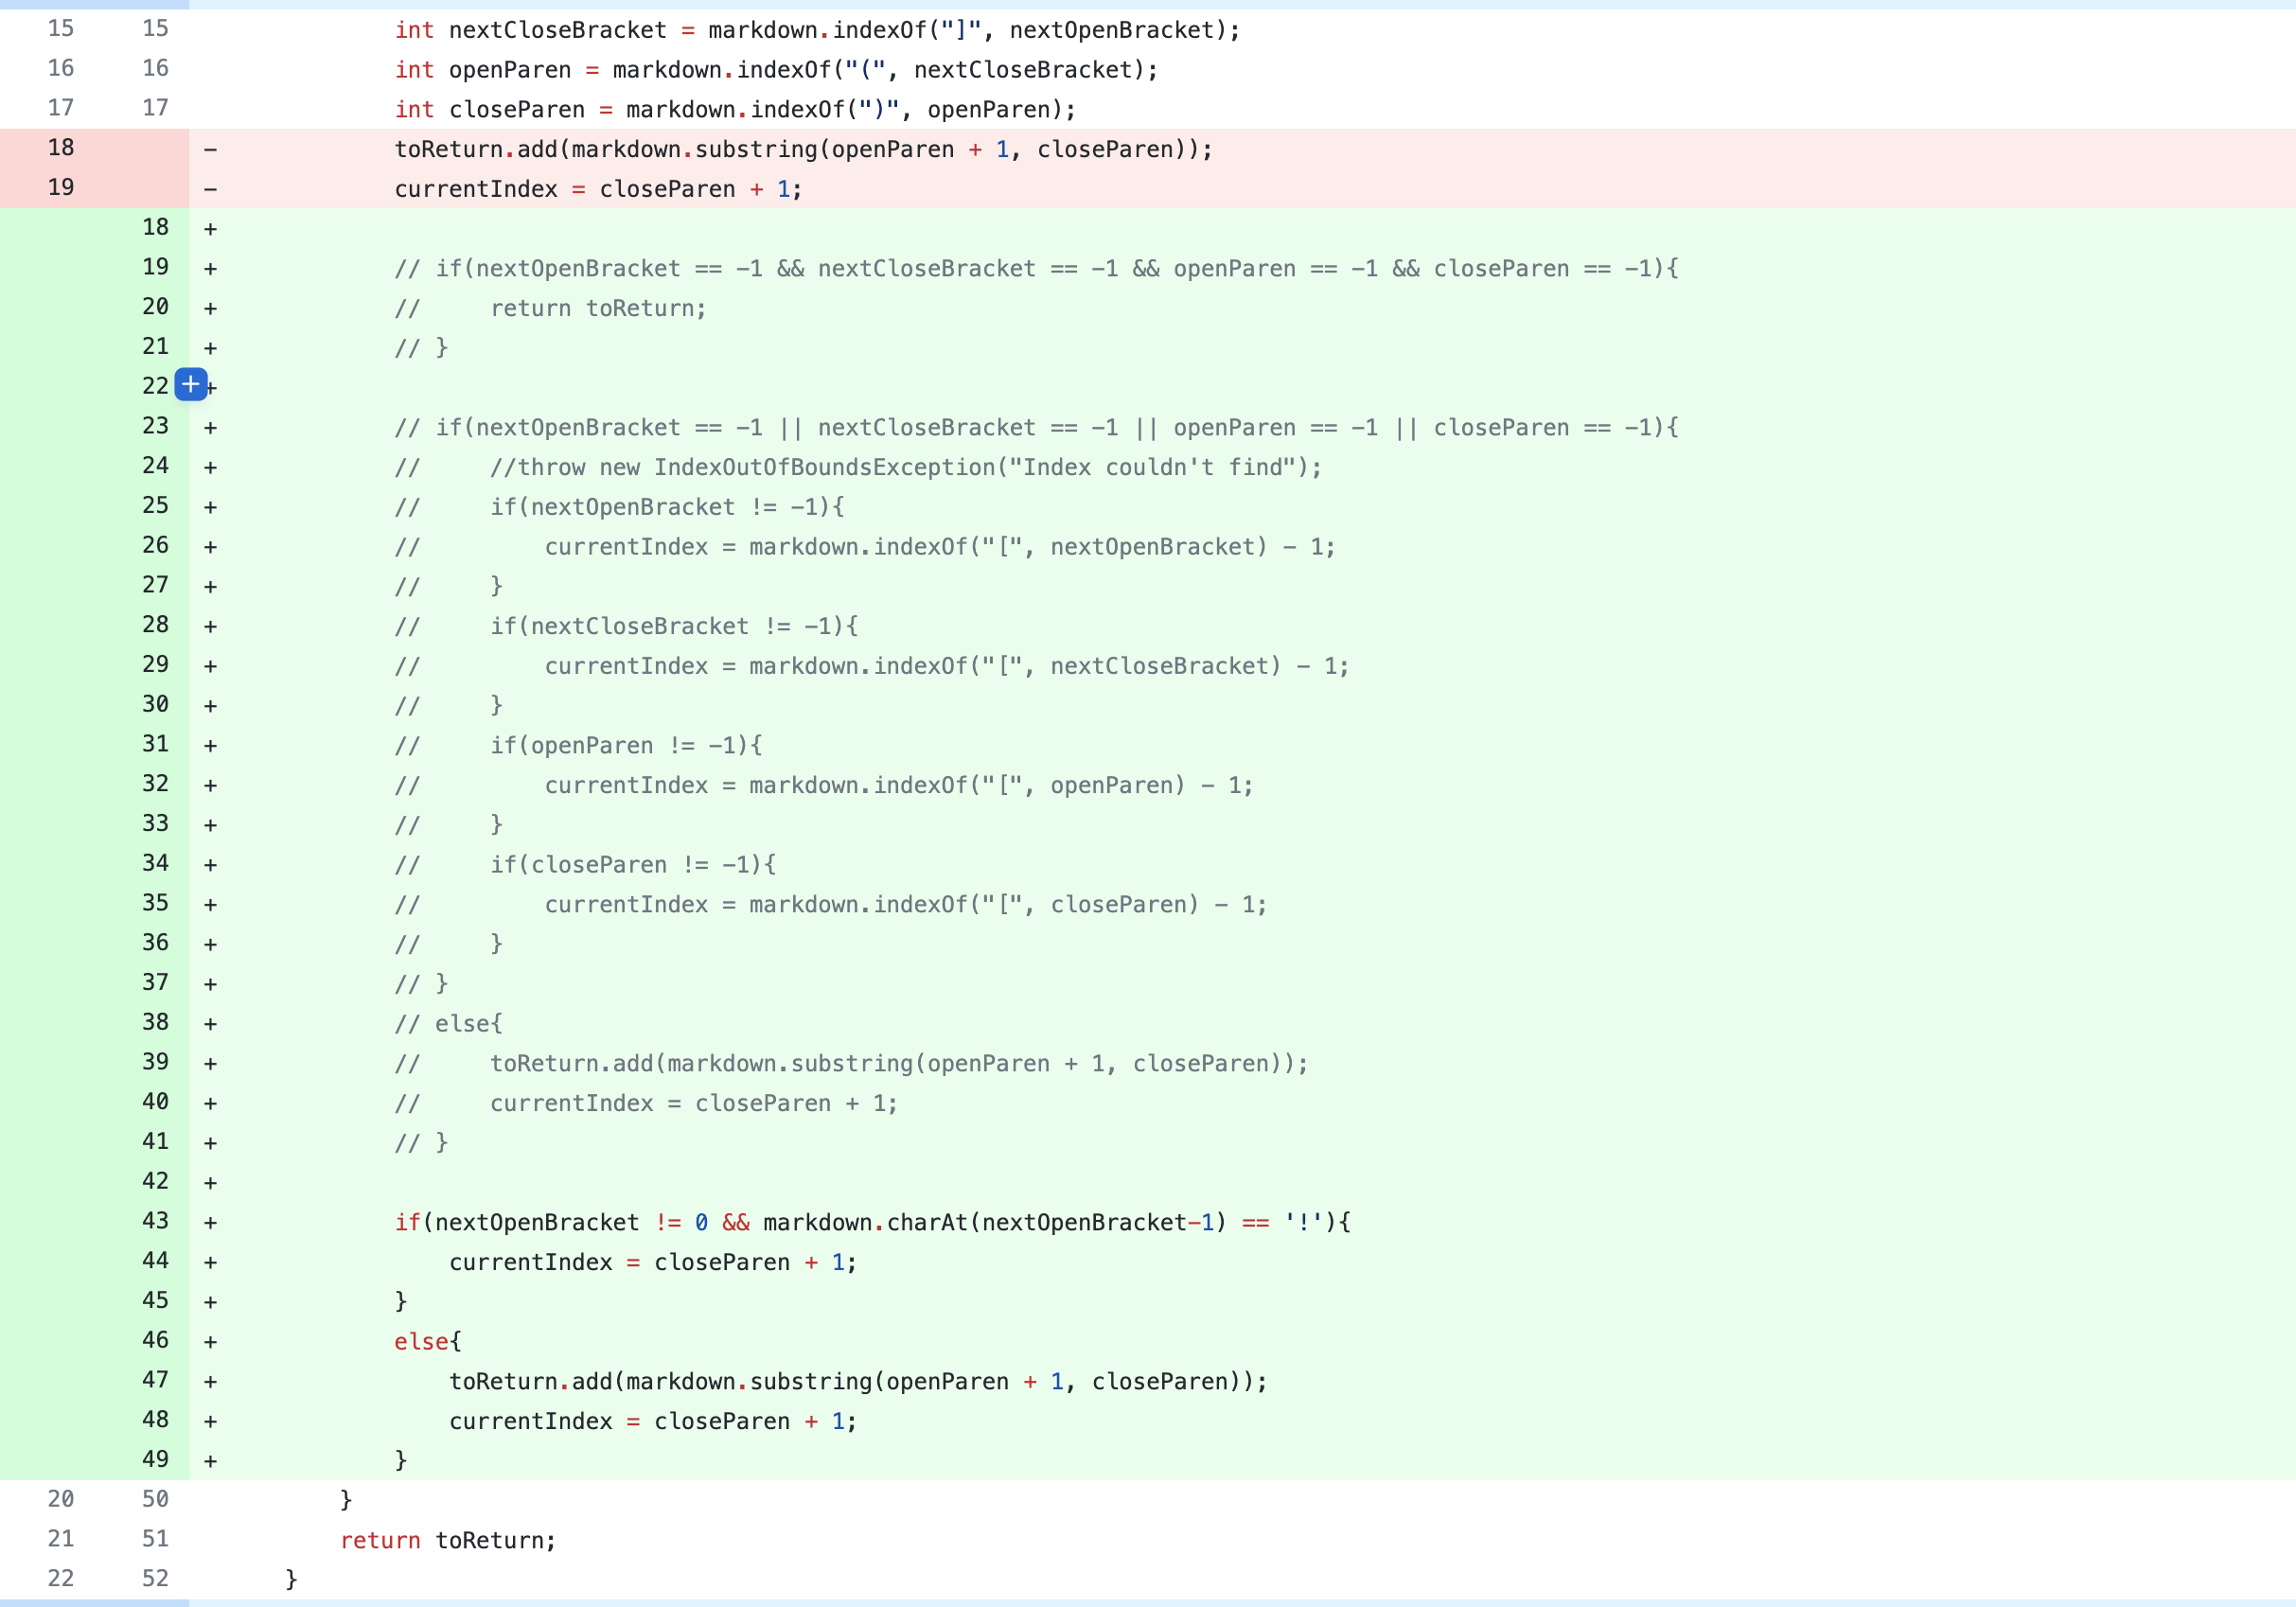 15 15 int nextCloseBracket = markdown.indexOf("]", nextOpenBracket);
16 16 int openParen = markdown.indexOf("(", nextCloseBracket);
17 17 int closeParen = markdown.indexOf(")", openParen);
18 − toReturn.add(markdown.substring(openParen + 1, closeParen));
19 − currentIndex = closeParen + 1;
18 +
19 + // if(nextOpenBracket == -1 && nextCloseBracket == -1 && openParen == -1 && closeParen == -1){
20 + //     return toReturn;
21 + // }
22 + +
23 + // if(nextOpenBracket == -1 || nextCloseBracket == -1 || openParen == -1 || closeParen == -1){
24 + //     //throw new IndexOutOfBoundsException("Index couldn't find");
25 + //     if(nextOpenBracket != -1){
26 + //         currentIndex = markdown.indexOf("[", nextOpenBracket) - 1;
27 + //     }
28 + //     if(nextCloseBracket != -1){
29 + //         currentIndex = markdown.indexOf("[", nextCloseBracket) - 1;
30 + //     }
31 + //     if(openParen != -1){
32 + //         currentIndex = markdown.indexOf("[", openParen) - 1;
33 + //     }
34 + //     if(closeParen != -1){
35 + //         currentIndex = markdown.indexOf("[", closeParen) - 1;
36 + //     }
37 + // }
38 + // else{
39 + //     toReturn.add(markdown.substring(openParen + 1, closeParen));
40 + //     currentIndex = closeParen + 1;
41 + // }
42 +
43 + if(nextOpenBracket != 0 && markdown.charAt(nextOpenBracket-1) == '!'){
44 +     currentIndex = closeParen + 1;
45 + }
46 + else{
47 +     toReturn.add(markdown.substring(openParen + 1, closeParen));
48 +     currentIndex = closeParen + 1;
49 + }
20 50 }
21 51 return toReturn;
22 52 }